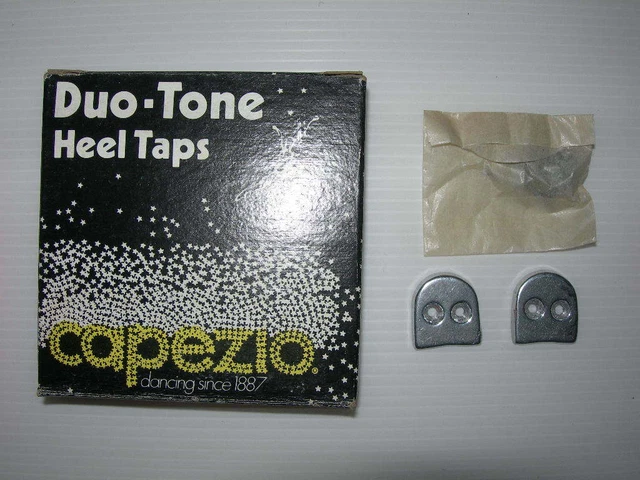 Duo-Tone
Heel Taps
capezio®
dancing since 1887